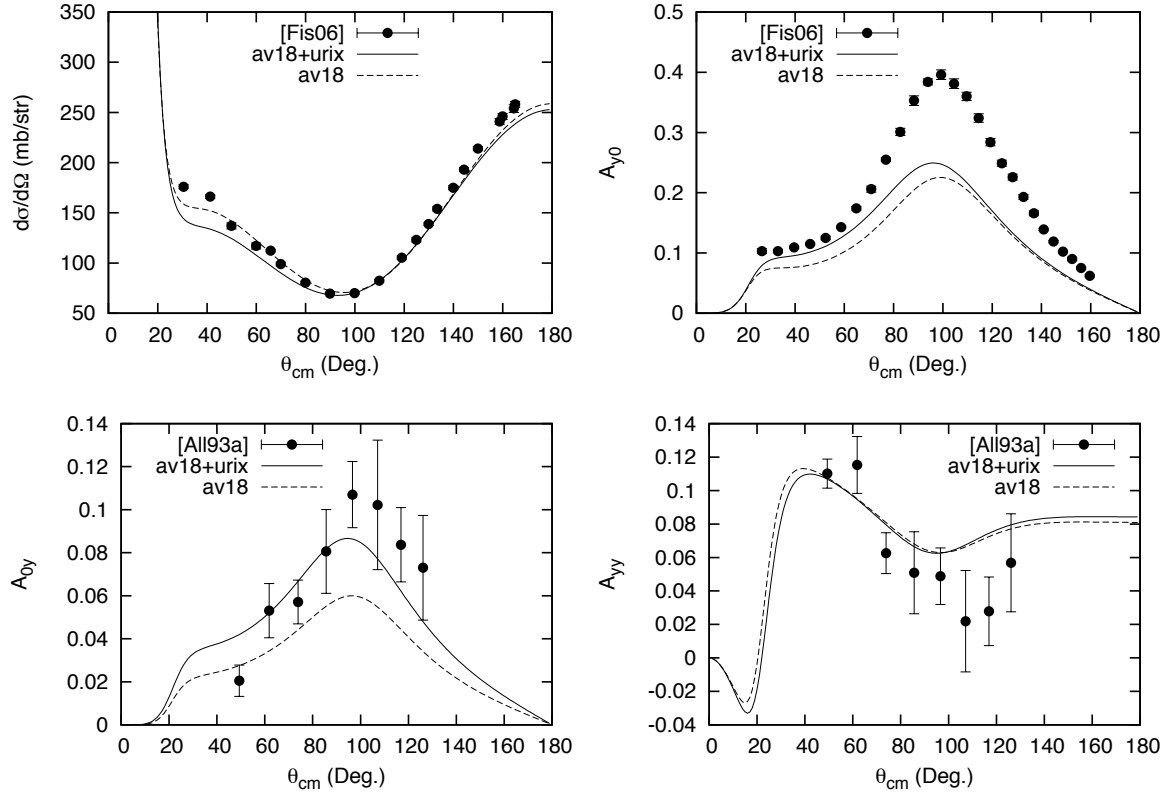 350
300
250
200
150
100
50
dσ/dΩ (mb/str)
[Fis06]
av18+urix
av18
0 20 40 60 80 100 120 140 160 180
θcm (Deg.)
0.5
0.4
0.3
0.2
0.1
0
Ay0
[Fis06]
av18+urix
av18
0 20 40 60 80 100 120 140 160 180
θcm (Deg.)
0.14
0.12
0.1
0.08
0.06
0.04
0.02
0
A0y
[All93a]
av18+urix
av18
0 20 40 60 80 100 120 140 160 180
θcm (Deg.)
0.14
0.12
0.1
0.08
0.06
0.04
0.02
0
-0.02
-0.04
Ayy
[All93a]
av18+urix
av18
0 20 40 60 80 100 120 140 160 180
θcm (Deg.)